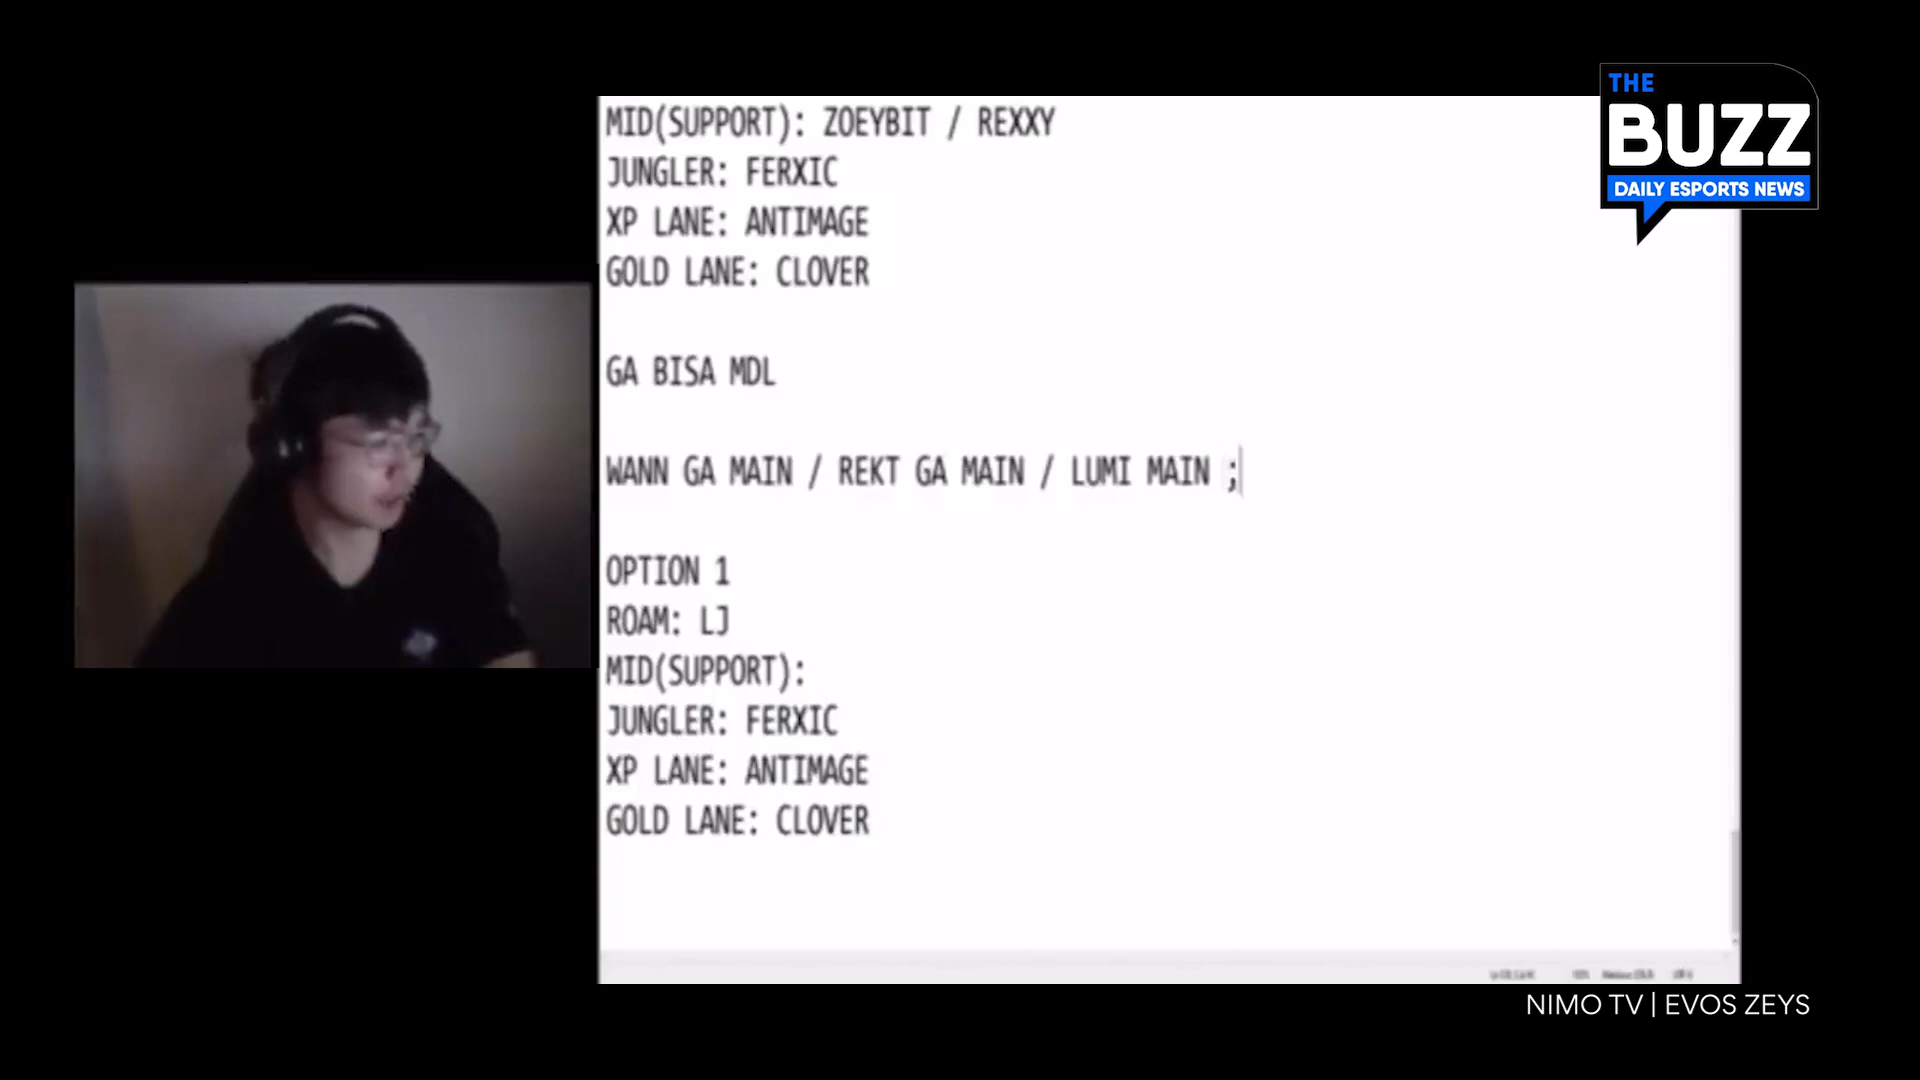 THE
BUZZ
DAILY ESPORTS NEWS
MID(SUPPORT): ZOEYBIT / REXXY
JUNGLER: FERXIC
XP LANE: ANTIMAGE
GOLD LANE: CLOVER
GA BISA MDL
WANN GA MAIN / REKT GA MAIN / LUMI MAIN ;
OPTION 1
ROAM: LJ
MID(SUPPORT):
JUNGLER: FERXIC
XP LANE: ANTIMAGE
GOLD LANE: CLOVER
NIMO TV | EVOS ZEYS